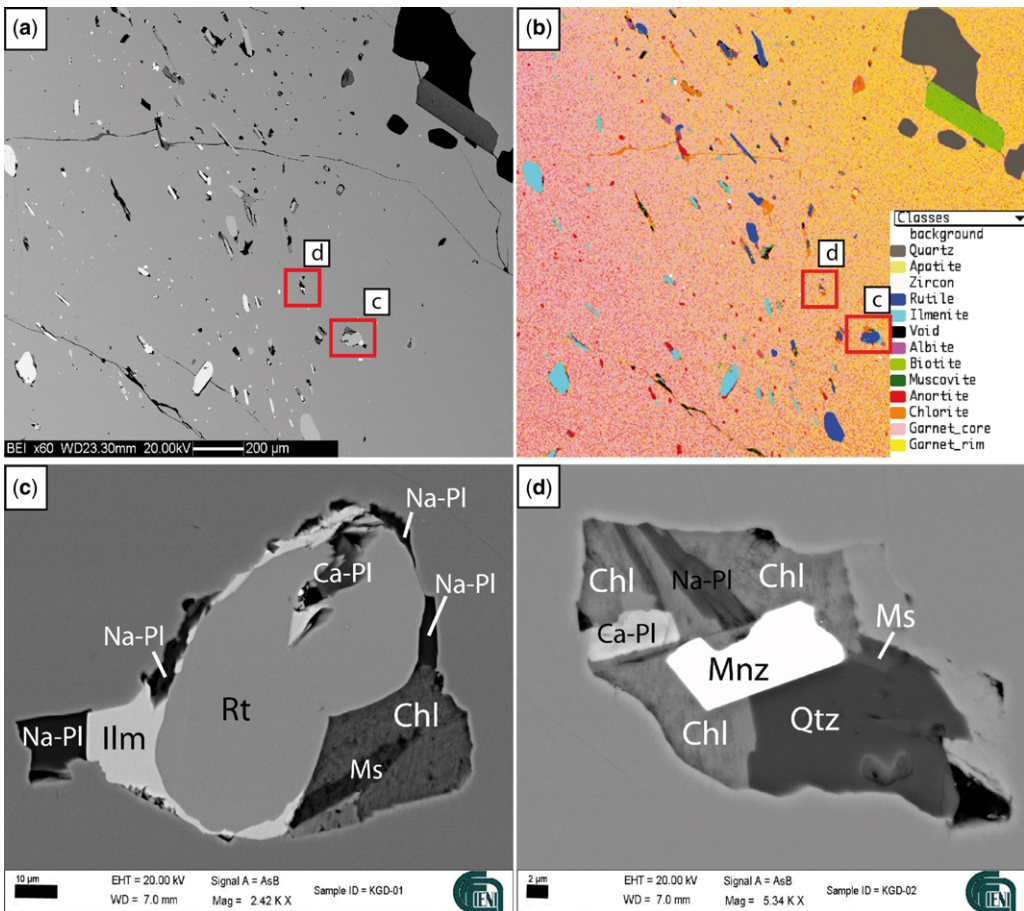 (a)
d
c
BEI x60 WD23.30mm 20.00kV 200 µm
(b)
d
c
Classes
background
Quartz
Apatite
Zircon
Rutile
Ilmenite
Void
Albite
Biotite
Muscovite
Anortite
Chlorite
Garnet_core
Garnet_rim
(c)
Na-Pl
Ca-Pl
Na-Pl
Na-Pl
Rt
Chl
Na-Pl
Ilm
Ms
10 µm
EHT = 20.00 kV
Signal A = AsB
Sample ID = KGD-01
WD = 7.0 mm
Mag = 2.42 K X
IENI
(d)
Chl
Na-Pl
Chl
Ca-Pl
Ms
Mnz
Chl
Qtz
2 µm
EHT = 20.00 kV
Signal A = AsB
Sample ID = KGD-02
WD = 7.0 mm
Mag = 5.34 K X
IENI